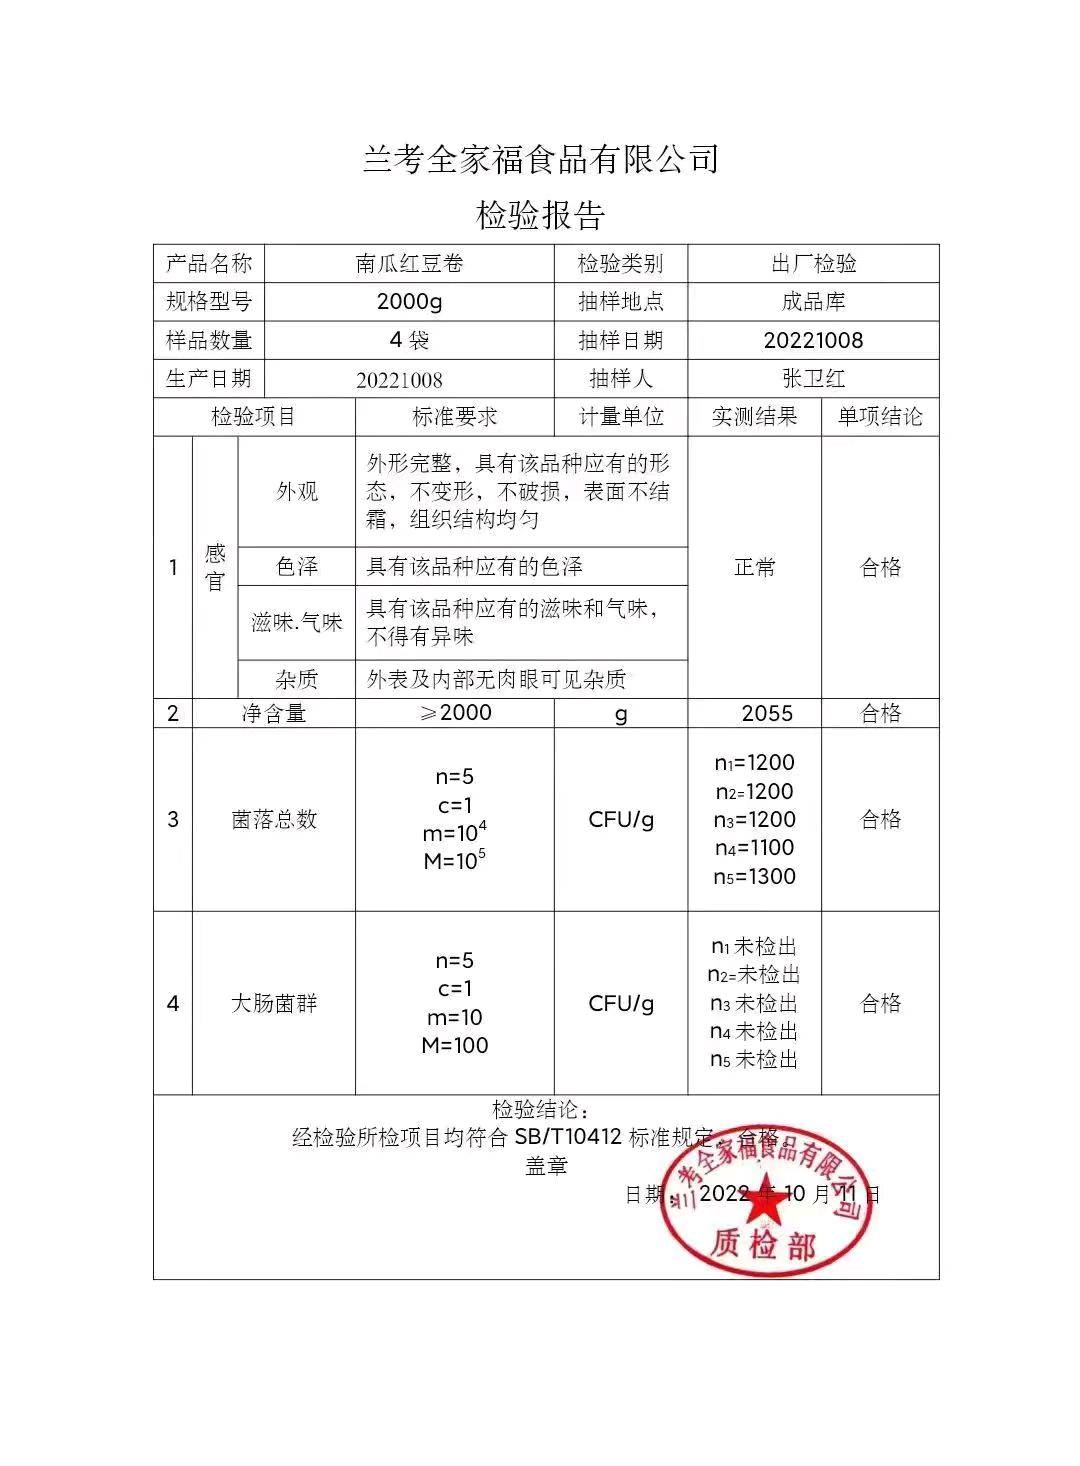 兰考全家福食品有限公司
检验报告
产品名称 南瓜红豆卷 检验类别 出厂检验
规格型号 2000g 抽样地点 成品库
样品数量 4袋 抽样日期 20221008
生产日期 20221008 抽样人 张卫红
检验项目 标准要求 计量单位 实测结果 单项结论
1 感官 外观 外形完整，具有该品种应有的形
态，不变形，不破损，表面不结
霜，组织结构均匀
色泽 具有该品种应有的色泽 正常 合格
滋味.气味 具有该品种应有的滋味和气味，
不得有异味
杂质 外表及内部无肉眼可见杂质
2 净含量 ≥2000 g 2055 合格
3 菌落总数
n=5
c=1
m=10⁴
M=10⁵
CFU/g
n1=1200
n2=1200
n3=1200
n4=1100
n5=1300
合格
4 大肠菌群
n=5
c=1
m=10
M=100
CFU/g
n1未检出
n2=未检出
n3未检出
n4未检出
n5未检出
合格
检验结论：
经检验所检项目均符合 SB/T10412 标准规定，合格。
盖章
日期： 2022 年 10 月 11 日
兰考全家福食品有限公司
质检部